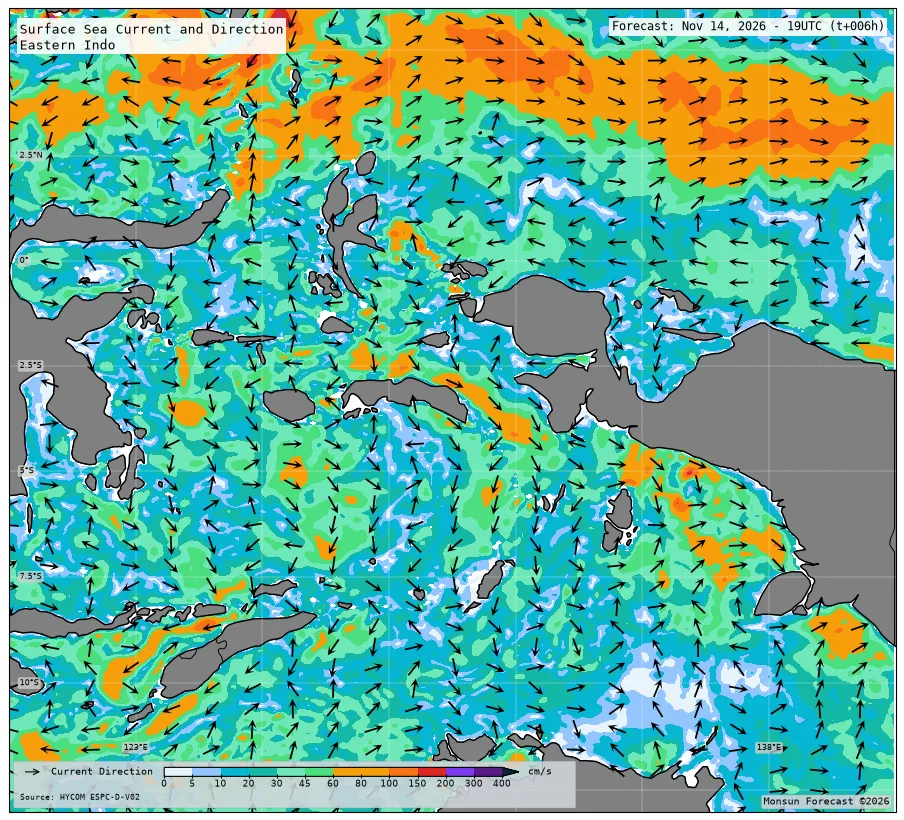 Surface Sea Current and Direction
Eastern Indo
Forecast: Nov 14, 2026 - 19UTC (t+006h)
2.5°N
0°
2.5°S
5°S
7.5°S
10°S
123°E
138°E
Current Direction
0 5 10 20 30 45 60 80 100 150 200 300 400
cm/s
Source: HYCOM ESPC-D-V02
Monsun Forecast ©2026